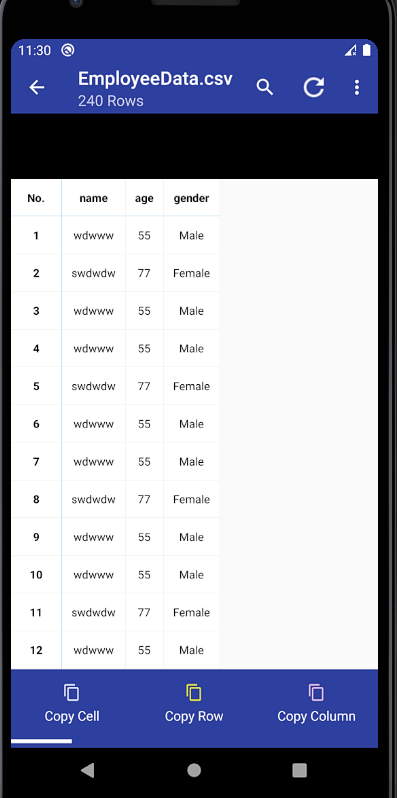 11:30
EmployeeData.csv
240 Rows
No. name age gender
1 wdwww 55 Male
2 swdwdw 77 Female
3 wdwww 55 Male
4 wdwww 55 Male
5 swdwdw 77 Female
6 wdwww 55 Male
7 wdwww 55 Male
8 swdwdw 77 Female
9 wdwww 55 Male
10 wdwww 55 Male
11 swdwdw 77 Female
12 wdwww 55 Male
Copy Cell Copy Row Copy Column